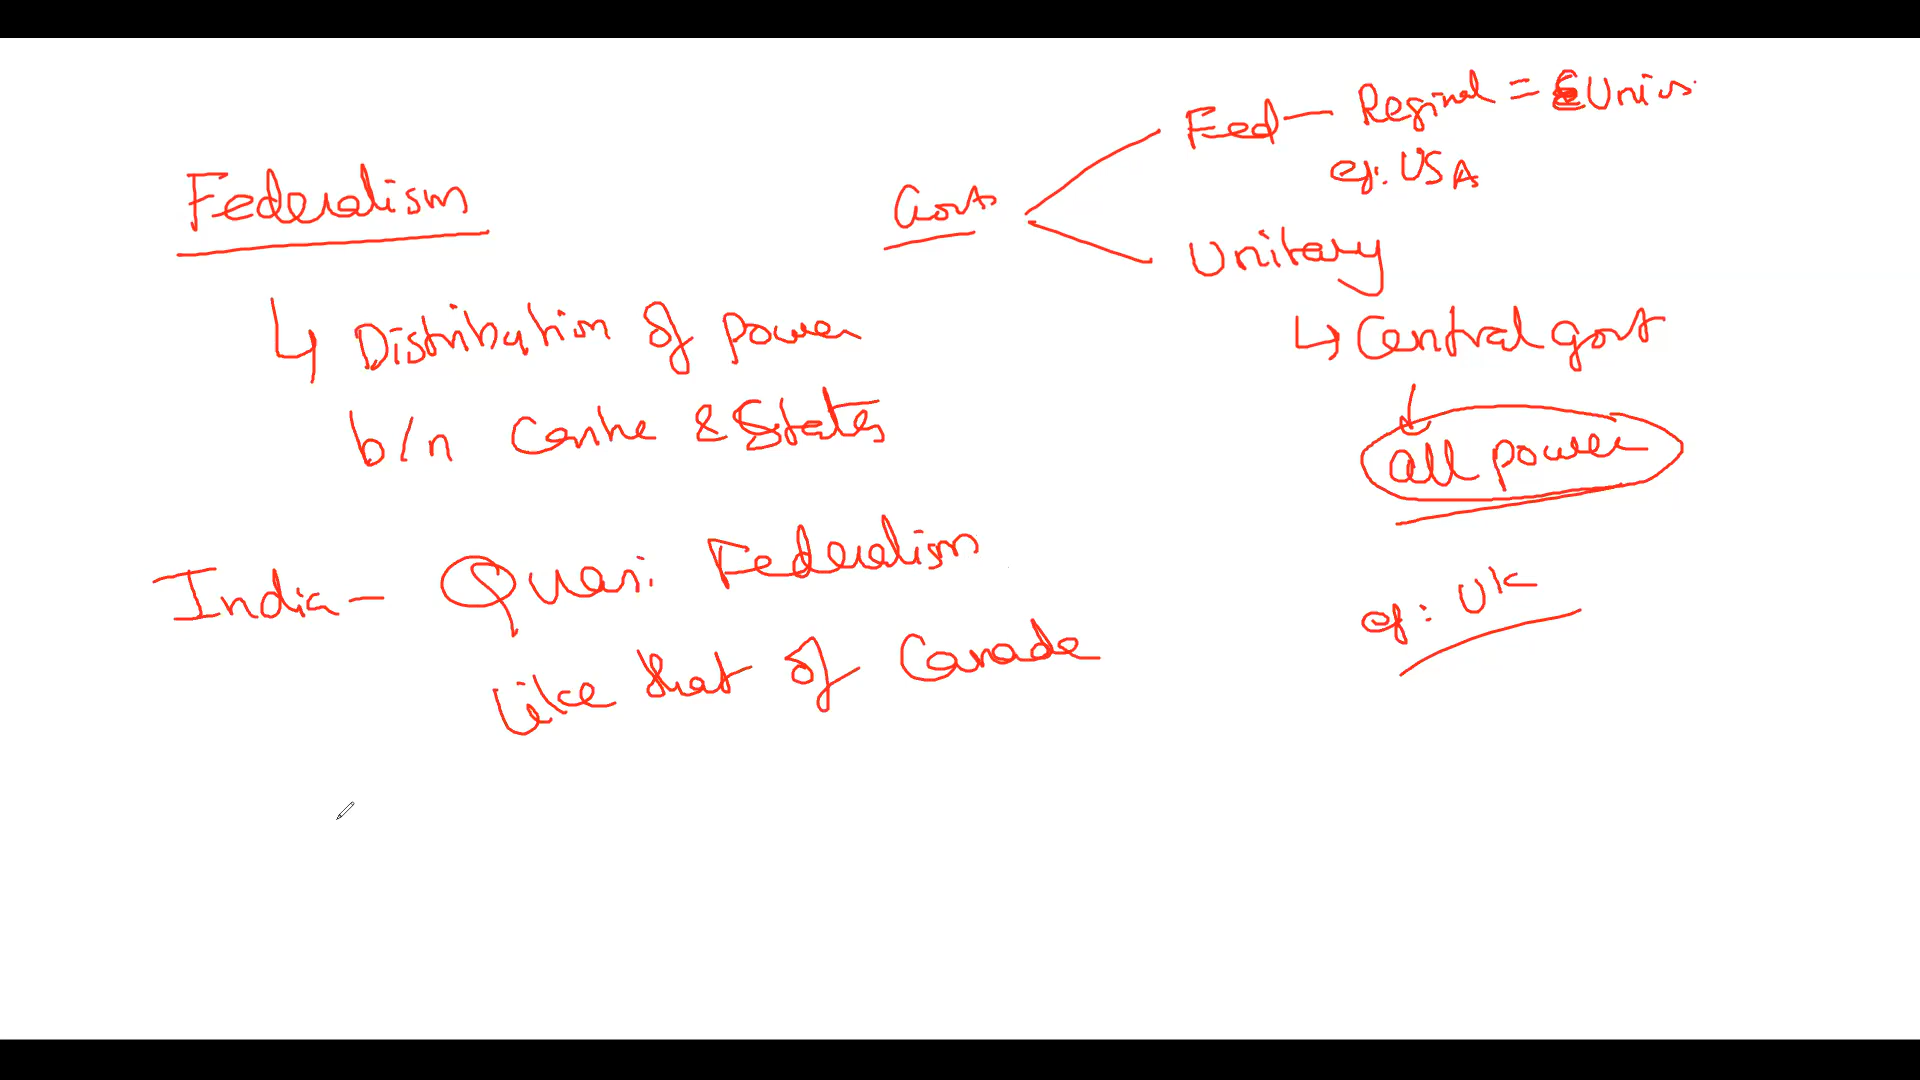 Federalism
↳ Distribution of power
b/n Centre & States
India - Quasi Federalism
like that of Canada
Govts
Fed - Regional =
eg: USA
Unitary
↳ Central govt
↓
all power
eg: UK